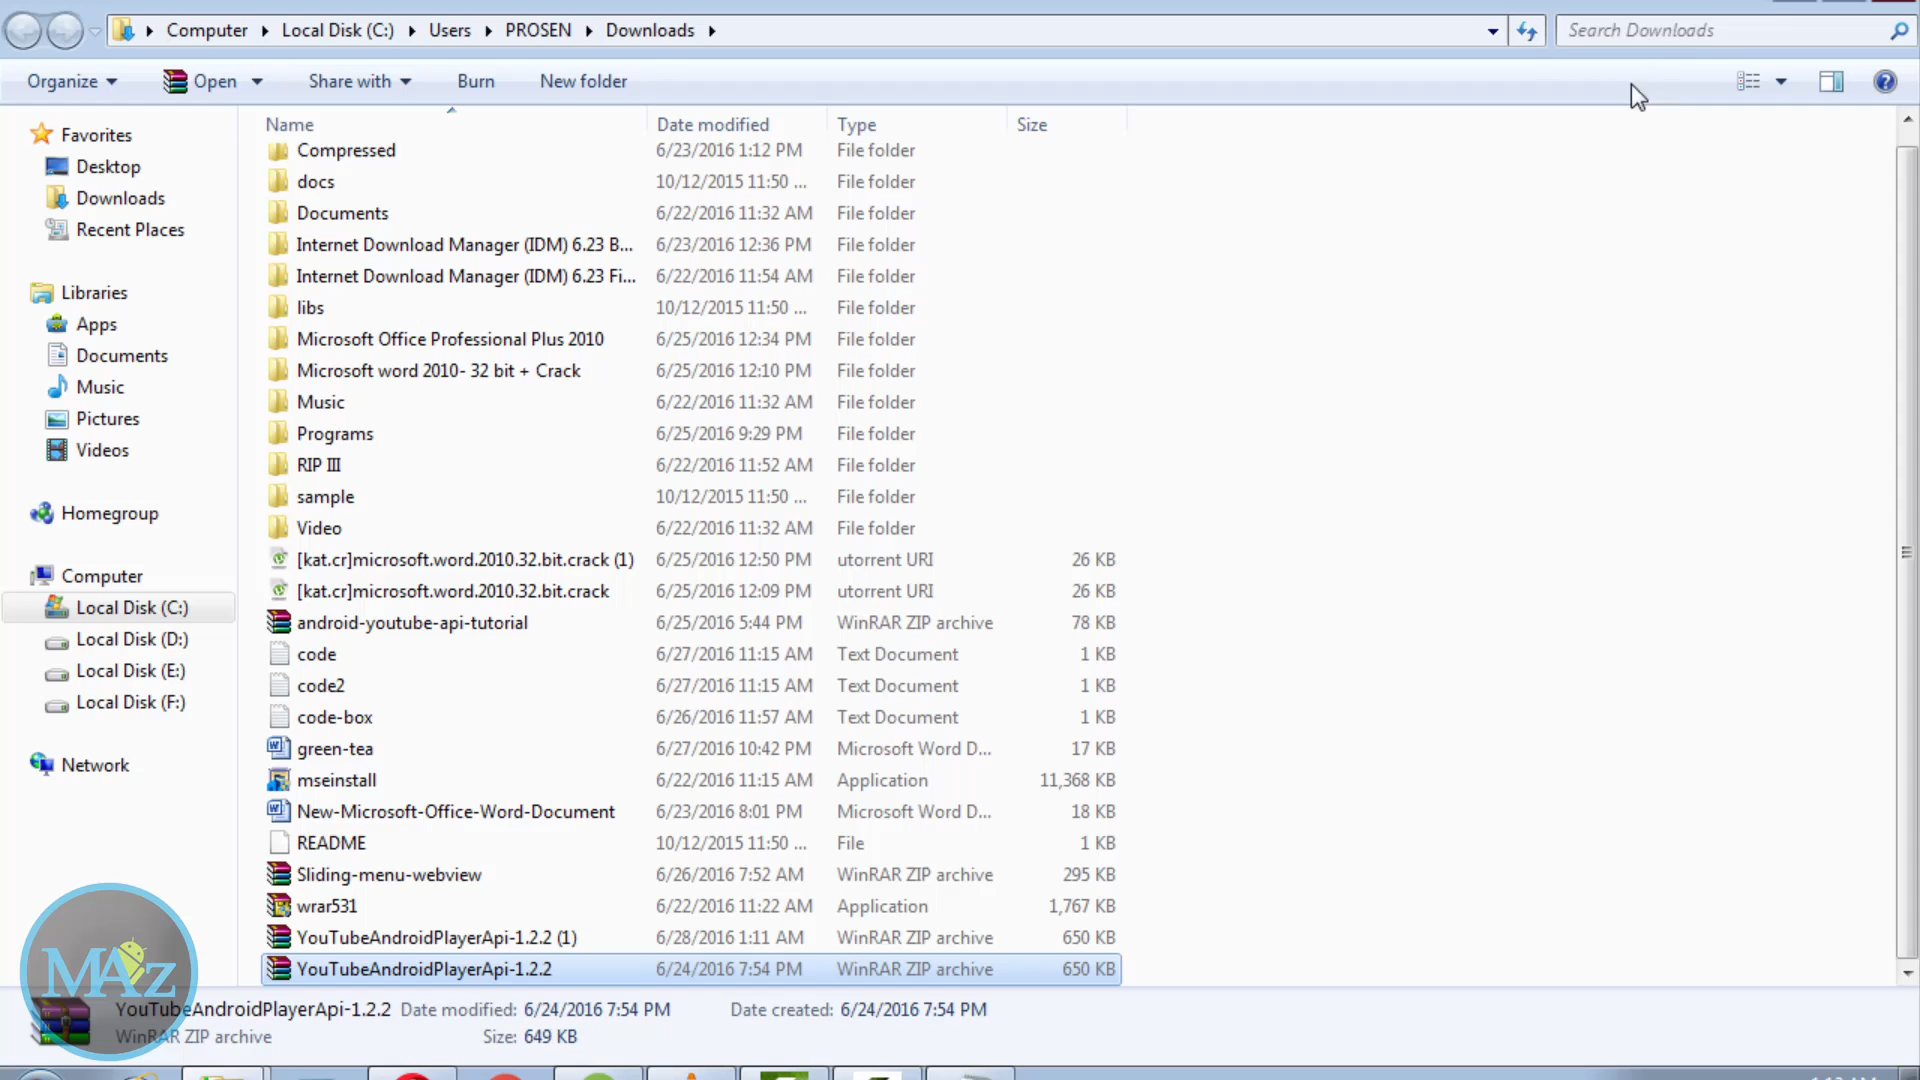 Computer Local Disk (C:) Users PROSEN Downloads Search Downloads
Organize Open Share with Burn New folder
Name Date modified Type Size
Favorites
Desktop
Downloads
Recent Places
Libraries
Apps
Documents
Music
Pictures
Videos
Homegroup
Computer
Local Disk (C:)
Local Disk (D:)
Local Disk (E:)
Local Disk (F:)
Network
Compressed 6/23/2016 1:12 PM File folder
docs 10/12/2015 11:50 ... File folder
Documents 6/22/2016 11:32 AM File folder
Internet Download Manager (IDM) 6.23 B... 6/23/2016 12:36 PM File folder
Internet Download Manager (IDM) 6.23 Fi... 6/22/2016 11:54 AM File folder
libs 10/12/2015 11:50 ... File folder
Microsoft Office Professional Plus 2010 6/25/2016 12:34 PM File folder
Microsoft word 2010- 32 bit + Crack 6/25/2016 12:10 PM File folder
Music 6/22/2016 11:32 AM File folder
Programs 6/25/2016 9:29 PM File folder
RIP III 6/22/2016 11:52 AM File folder
sample 10/12/2015 11:50 ... File folder
Video 6/22/2016 11:32 AM File folder
[kat.cr]microsoft.word.2010.32.bit.crack (1) 6/25/2016 12:50 PM utorrent URI 26 KB
[kat.cr]microsoft.word.2010.32.bit.crack 6/25/2016 12:09 PM utorrent URI 26 KB
android-youtube-api-tutorial 6/25/2016 5:44 PM WinRAR ZIP archive 78 KB
code 6/27/2016 11:15 AM Text Document 1 KB
code2 6/27/2016 11:15 AM Text Document 1 KB
code-box 6/26/2016 11:57 AM Text Document 1 KB
green-tea 6/27/2016 10:42 PM Microsoft Word D... 17 KB
mseinstall 6/22/2016 11:15 AM Application 11,368 KB
New-Microsoft-Office-Word-Document 6/23/2016 8:01 PM Microsoft Word D... 18 KB
README 10/12/2015 11:50 ... File 1 KB
Sliding-menu-webview 6/26/2016 7:52 AM WinRAR ZIP archive 295 KB
wrar531 6/22/2016 11:22 AM Application 1,767 KB
YouTubeAndroidPlayerApi-1.2.2 (1) 6/28/2016 1:11 AM WinRAR ZIP archive 650 KB
YouTubeAndroidPlayerApi-1.2.2 6/24/2016 7:54 PM WinRAR ZIP archive 650 KB
MAz
YouTubeAndroidPlayerApi-1.2.2 Date modified: 6/24/2016 7:54 PM Date created: 6/24/2016 7:54 PM
WinRAR ZIP archive Size: 649 KB